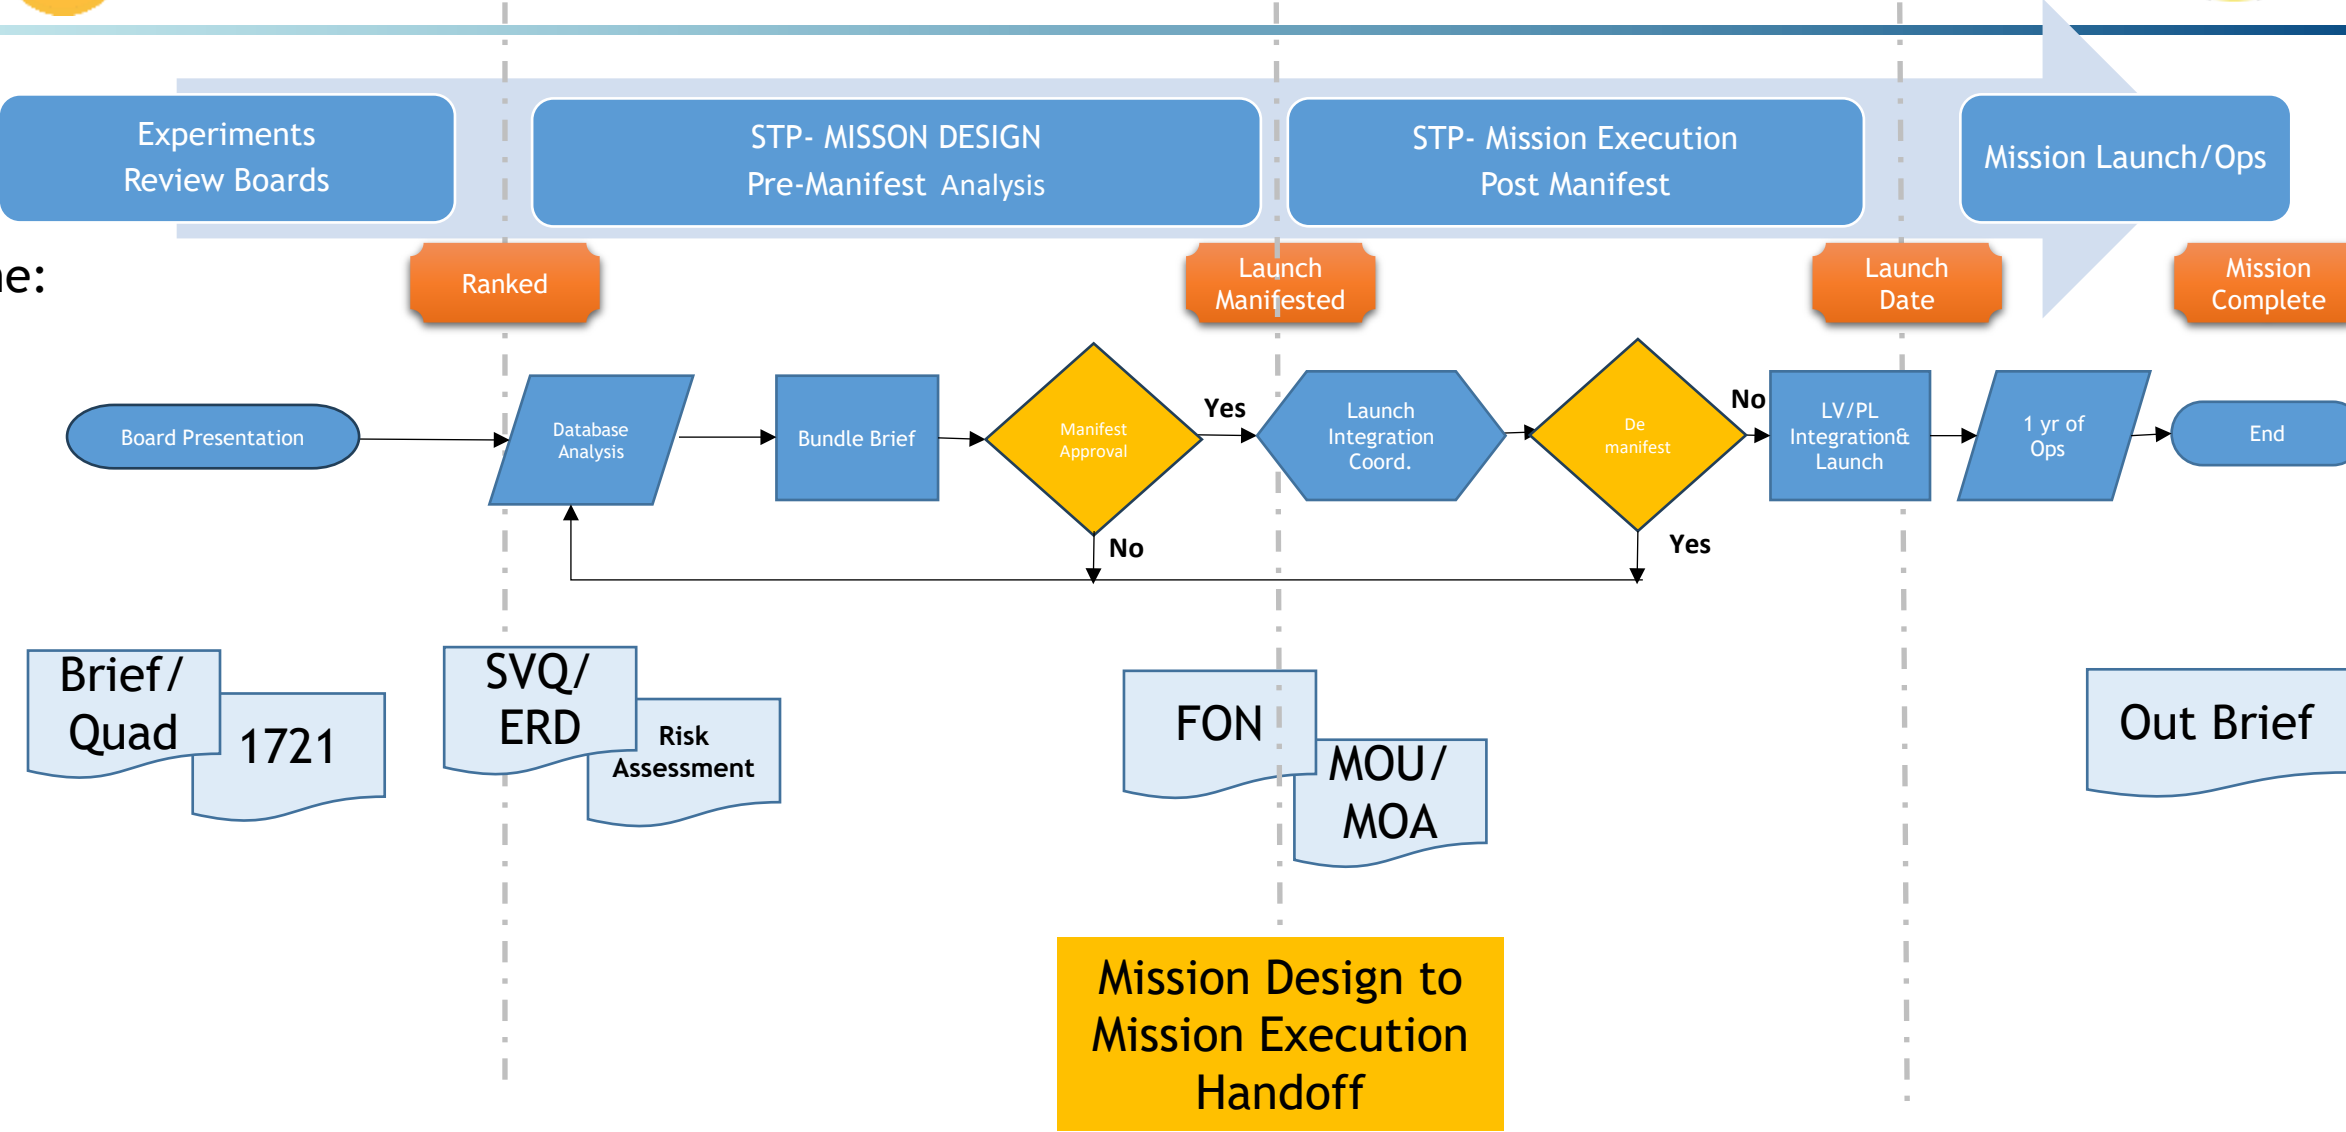 Experiments
Review Boards
STP- MISSON DESIGN
Pre-Manifest Analysis
STP- Mission Execution
Post Manifest
Mission Launch/Ops
ne:
Ranked
Launch
Manifested
Launch
Date
Mission
Complete
Board Presentation
Database
Analysis
Bundle Brief
Manifest
Approval
Yes
No
Launch
Integration
Coord.
De
manifest
No
Yes
LV/PL
Integration&
Launch
1 yr of
Ops
End
Brief/
Quad
1721
SVQ/
ERD
Risk
Assessment
FON
MOU/
MOA
Out Brief
Mission Design to
Mission Execution
Handoff